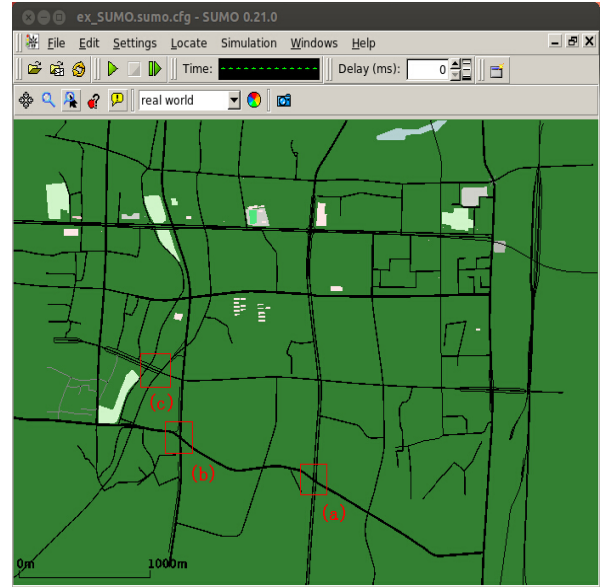 ex_SUMO.sumo.cfg - SUMO 0.21.0
File Edit Settings Locate Simulation Windows Help
Time: Delay (ms): 0
real world
(c)
(b)
(a)
0m 1000m